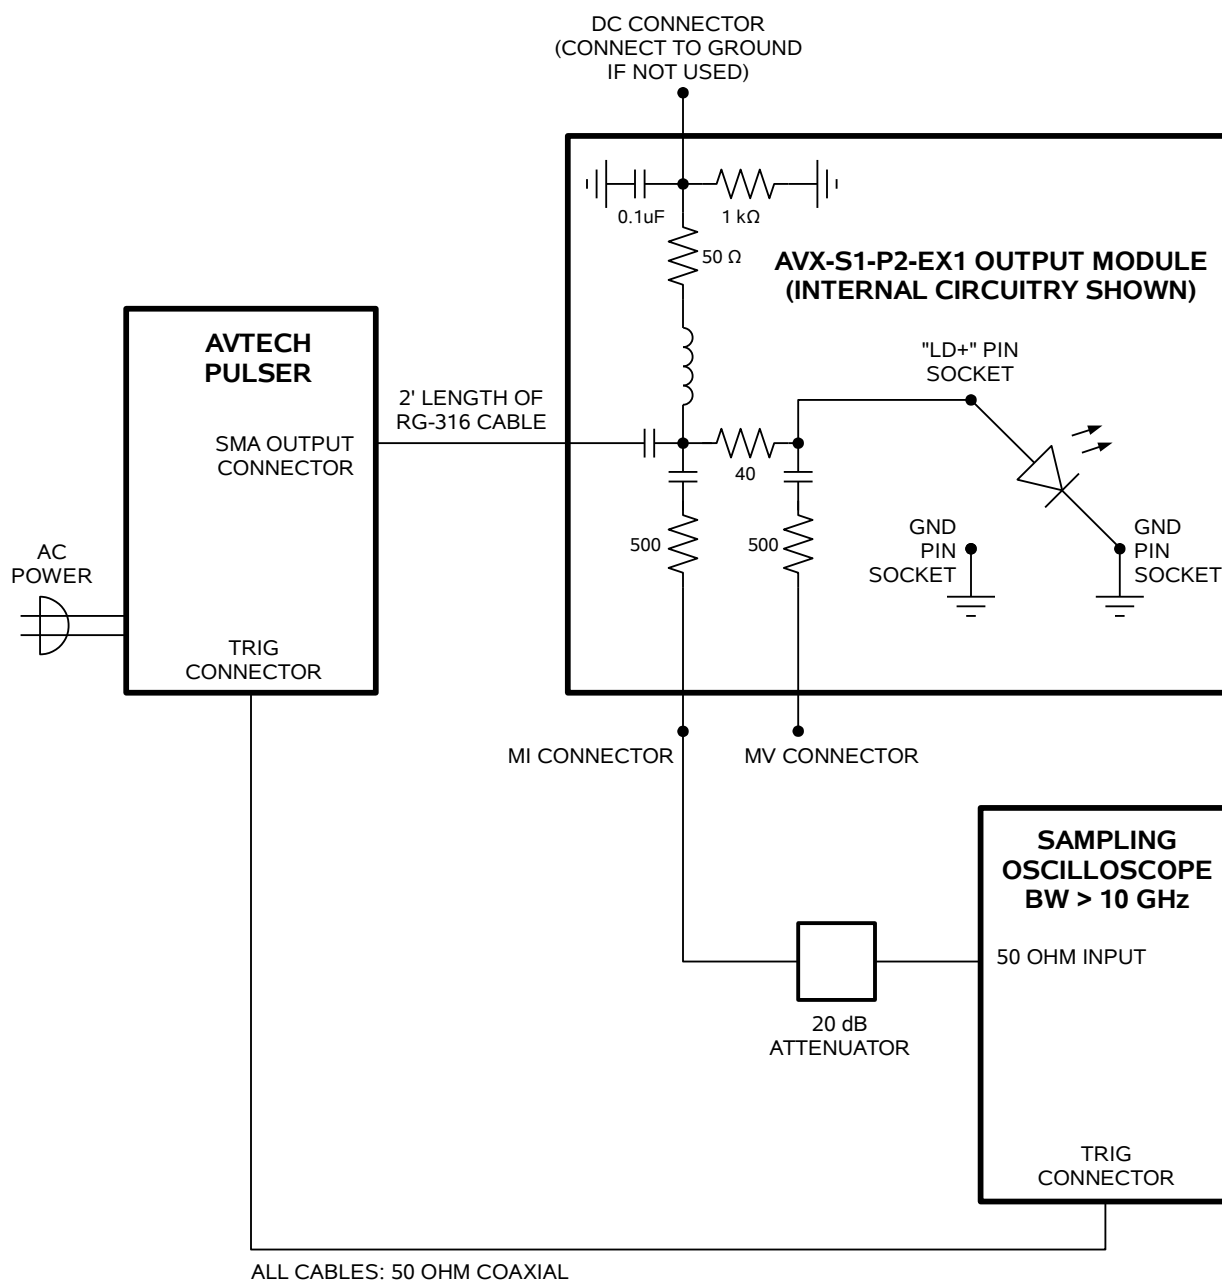 DC CONNECTOR
(CONNECT TO GROUND
IF NOT USED)
0.1uF
1 kΩ
50 Ω
AVX-S1-P2-EX1 OUTPUT MODULE
(INTERNAL CIRCUITRY SHOWN)
AVTECH
PULSER
"LD+" PIN
SOCKET
2' LENGTH OF
RG-316 CABLE
SMA OUTPUT
CONNECTOR
40
500
500
GND
PIN
SOCKET
GND
PIN
SOCKET
AC
POWER
TRIG
CONNECTOR
MI CONNECTOR
MV CONNECTOR
SAMPLING
OSCILLOSCOPE
BW > 10 GHz
50 OHM INPUT
20 dB
ATTENUATOR
TRIG
CONNECTOR
ALL CABLES: 50 OHM COAXIAL